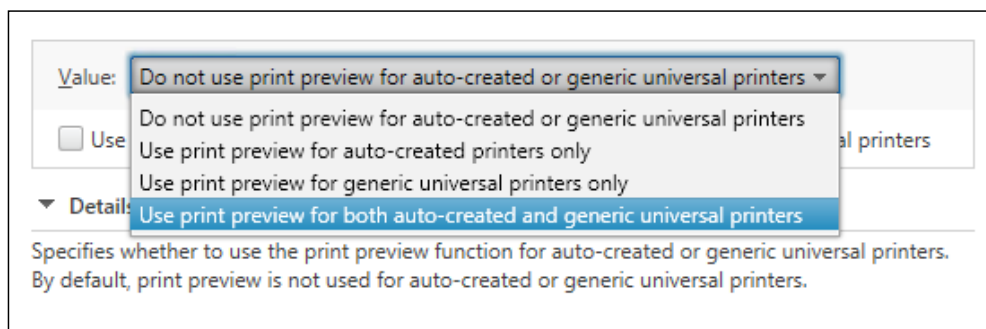 Value: Do not use print preview for auto-created or generic universal printers
Do not use print preview for auto-created or generic universal printers
Use al printers
Use print preview for auto-created printers only
Use print preview for generic universal printers only
Details
Use print preview for both auto-created and generic universal printers
Specifies whether to use the print preview function for auto-created or generic universal printers.
By default, print preview is not used for auto-created or generic universal printers.